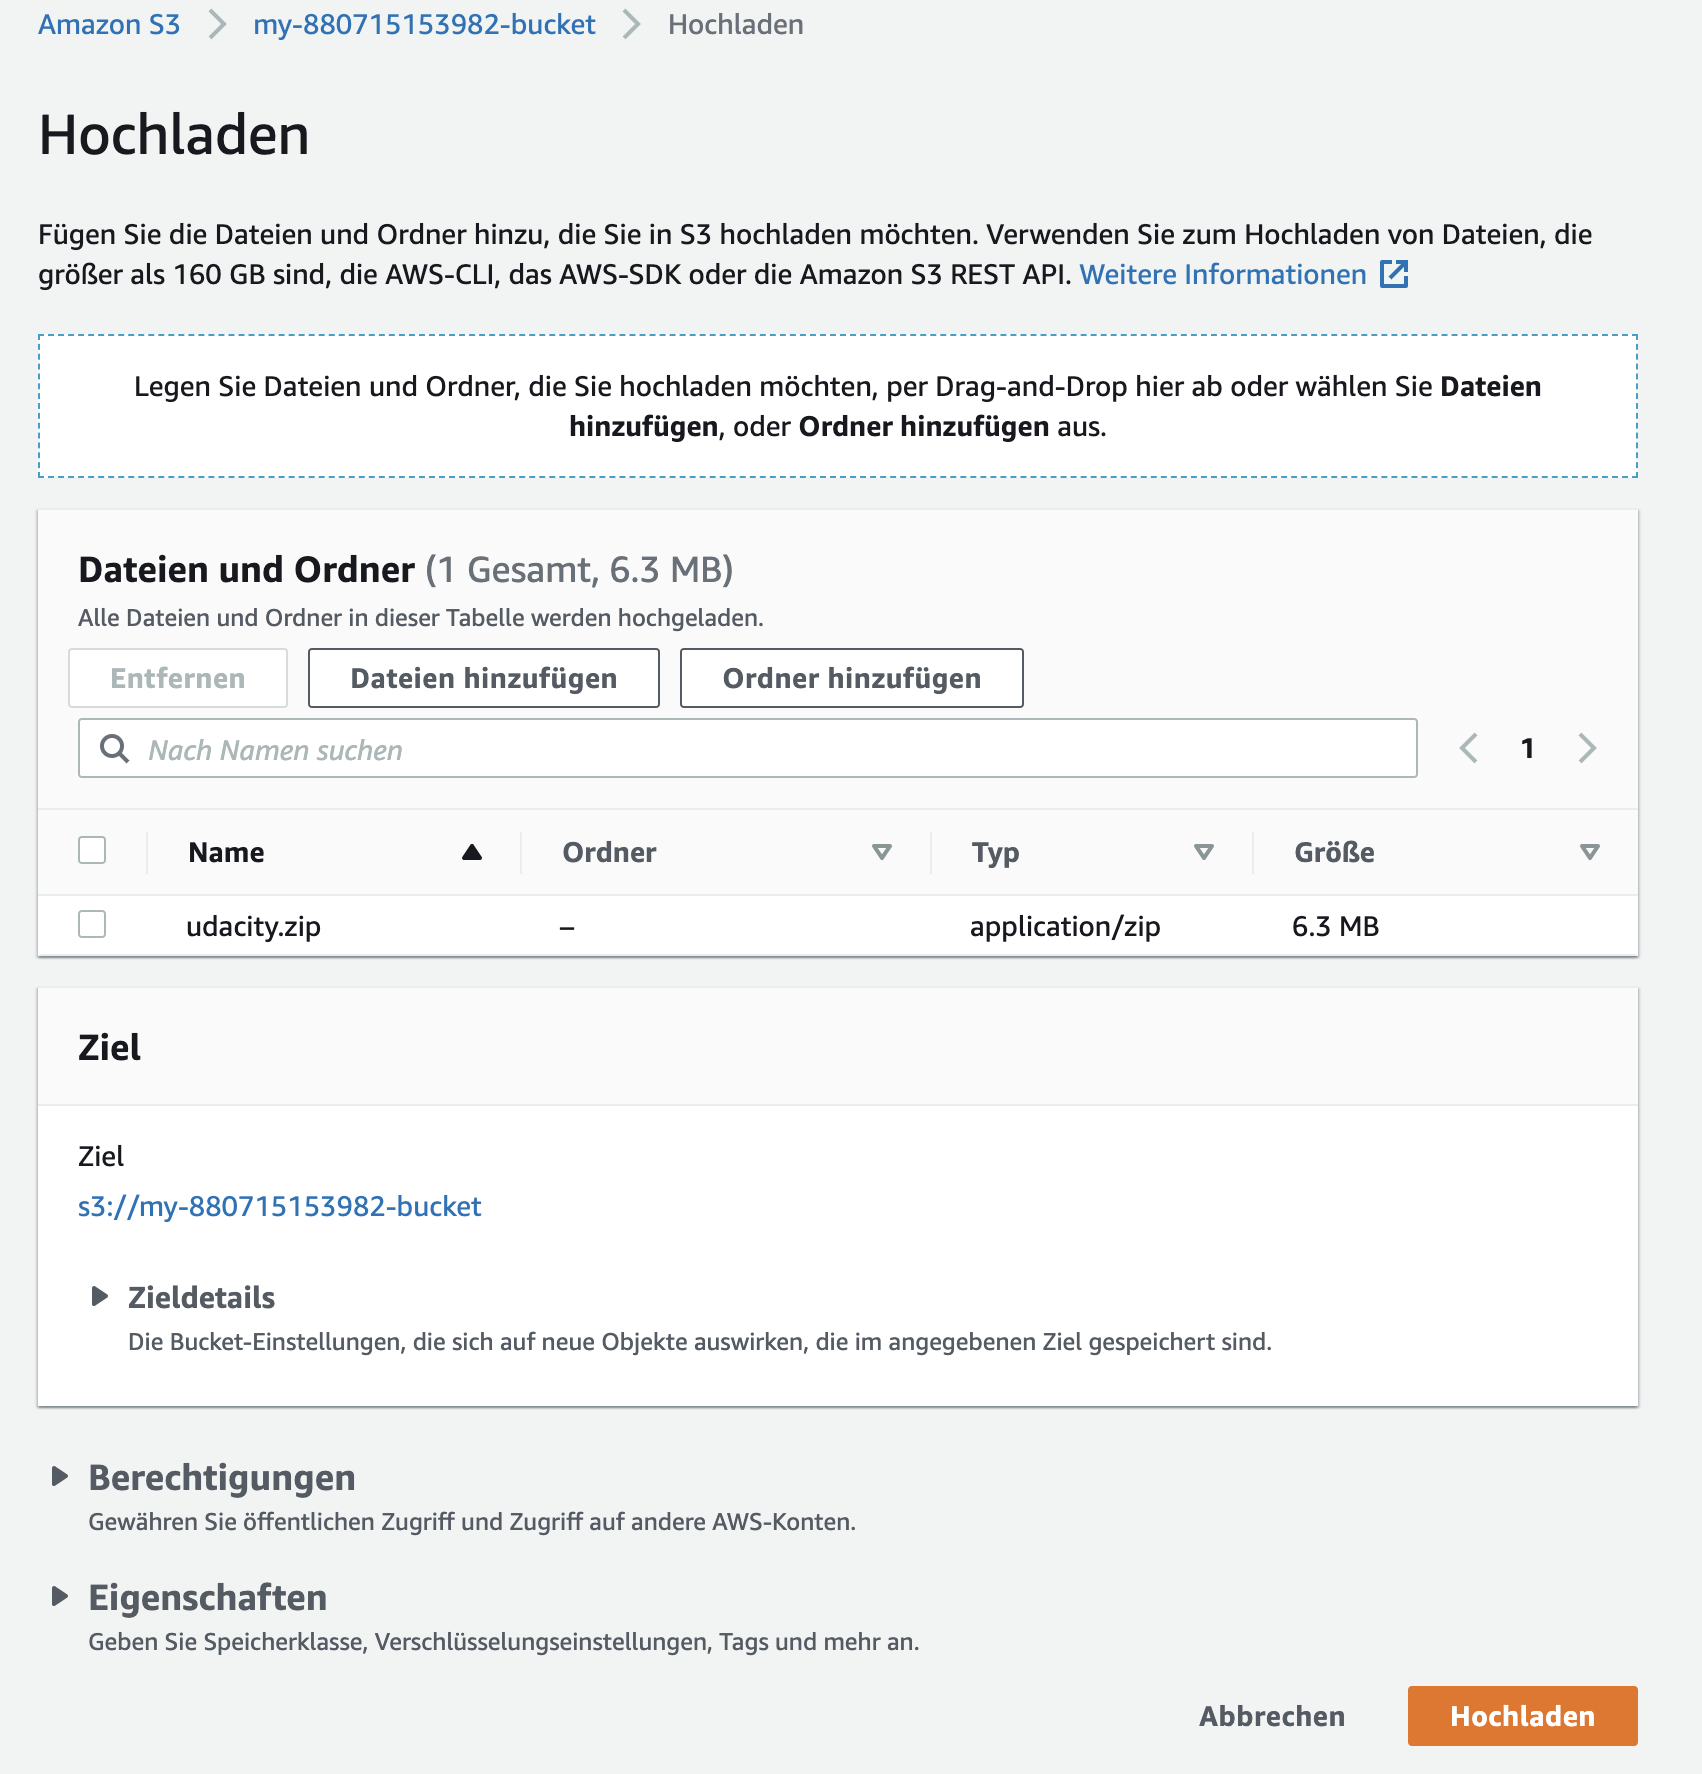 Amazon S3 > my-880715153982-bucket > Hochladen
Hochladen
Fügen Sie die Dateien und Ordner hinzu, die Sie in S3 hochladen möchten. Verwenden Sie zum Hochladen von Dateien, die
größer als 160 GB sind, die AWS-CLI, das AWS-SDK oder die Amazon S3 REST API. Weitere Informationen
Legen Sie Dateien und Ordner, die Sie hochladen möchten, per Drag-and-Drop hier ab oder wählen Sie Dateien
hinzufügen, oder Ordner hinzufügen aus.
Dateien und Ordner (1 Gesamt, 6.3 MB)
Alle Dateien und Ordner in dieser Tabelle werden hochgeladen.
Entfernen Dateien hinzufügen Ordner hinzufügen
Nach Namen suchen 1
Name Ordner Typ Größe
udacity.zip – application/zip 6.3 MB
Ziel
Ziel
s3://my-880715153982-bucket
Zieldetails
Die Bucket-Einstellungen, die sich auf neue Objekte auswirken, die im angegebenen Ziel gespeichert sind.
Berechtigungen
Gewähren Sie öffentlichen Zugriff und Zugriff auf andere AWS-Konten.
Eigenschaften
Geben Sie Speicherklasse, Verschlüsselungseinstellungen, Tags und mehr an.
Abbrechen Hochladen